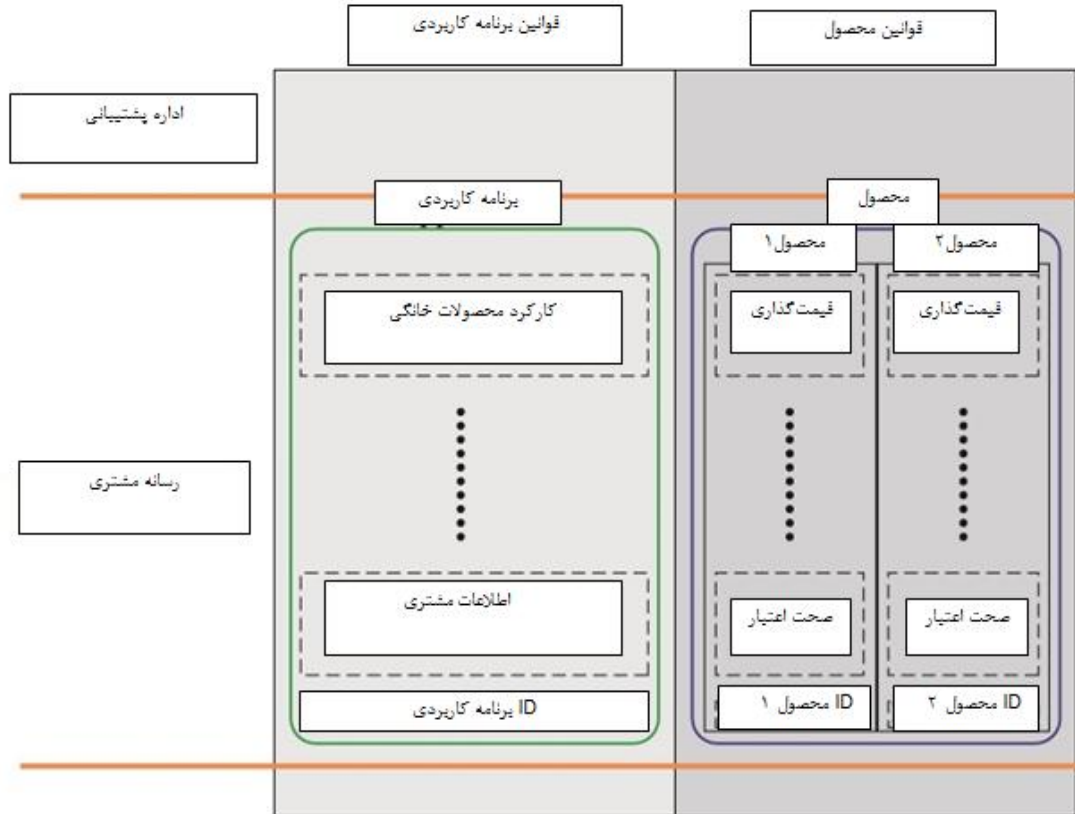 قوانین محصول
قوانین برنامه کاربردی
اداره پشتیبانی
محصول
برنامه کاربردی
محصول۲
محصول۱
قیمت‌گذاری
قیمت‌گذاری
کارکرد محصولات خانگی
رسانه مشتری
صحت اعتبار
صحت اعتبار
اطلاعات مشتری
ID محصول ۲
ID محصول ۱
ID برنامه کاربردی